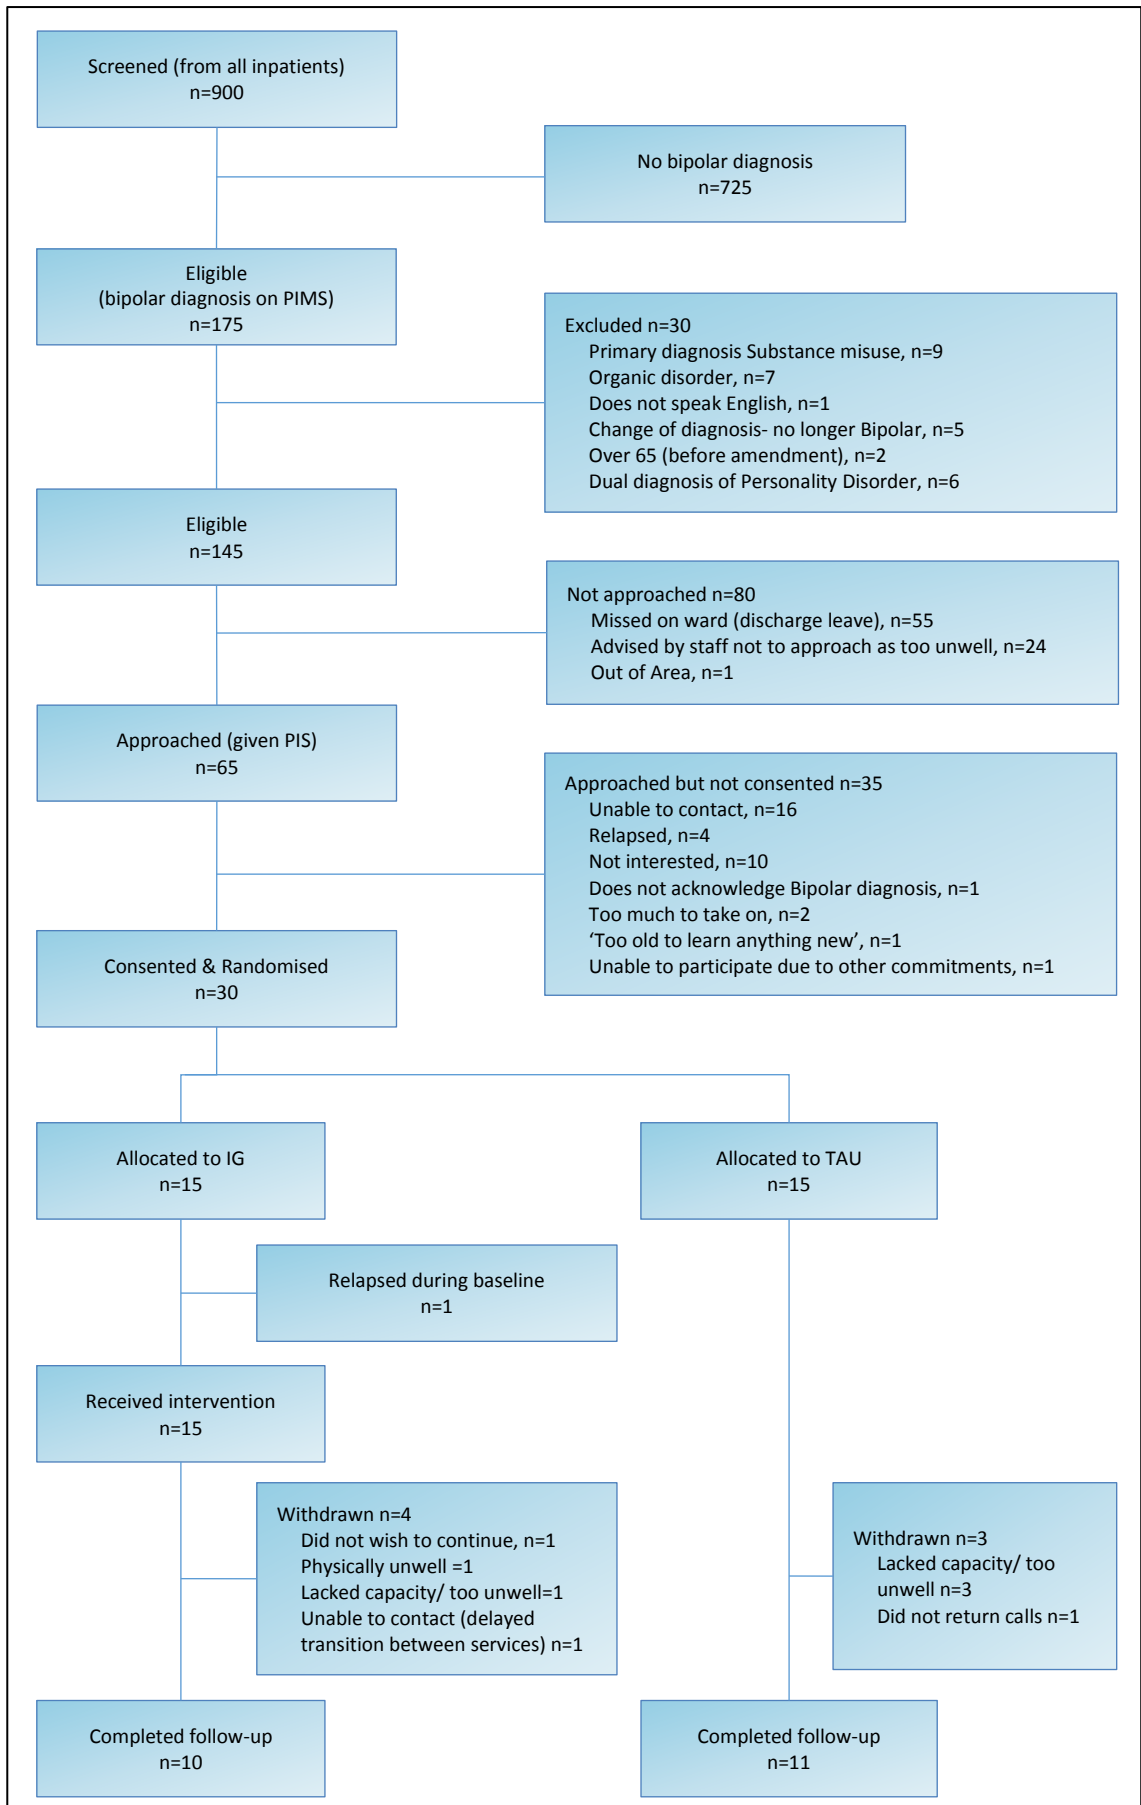 Screened (from all inpatients)
n=900
No bipolar diagnosis
n=725
Eligible
(bipolar diagnosis on PIMS)
n=175
Excluded n=30
Primary diagnosis Substance misuse, n=9
Organic disorder, n=7
Does not speak English, n=1
Change of diagnosis- no longer Bipolar, n=5
Over 65 (before amendment), n=2
Dual diagnosis of Personality Disorder, n=6
Eligible
n=145
Not approached n=80
Missed on ward (discharge leave), n=55
Advised by staff not to approach as too unwell, n=24
Out of Area, n=1
Approached (given PIS)
n=65
Approached but not consented n=35
Unable to contact, n=16
Relapsed, n=4
Not interested, n=10
Does not acknowledge Bipolar diagnosis, n=1
Too much to take on, n=2
‘Too old to learn anything new’, n=1
Unable to participate due to other commitments, n=1
Consented & Randomised
n=30
Allocated to IG
n=15
Allocated to TAU
n=15
Relapsed during baseline
n=1
Received intervention
n=15
Withdrawn n=4
Did not wish to continue, n=1
Physically unwell =1
Lacked capacity/ too unwell=1
Unable to contact (delayed
transition between services) n=1
Withdrawn n=3
Lacked capacity/ too
unwell n=3
Did not return calls n=1
Completed follow-up
n=10
Completed follow-up
n=11